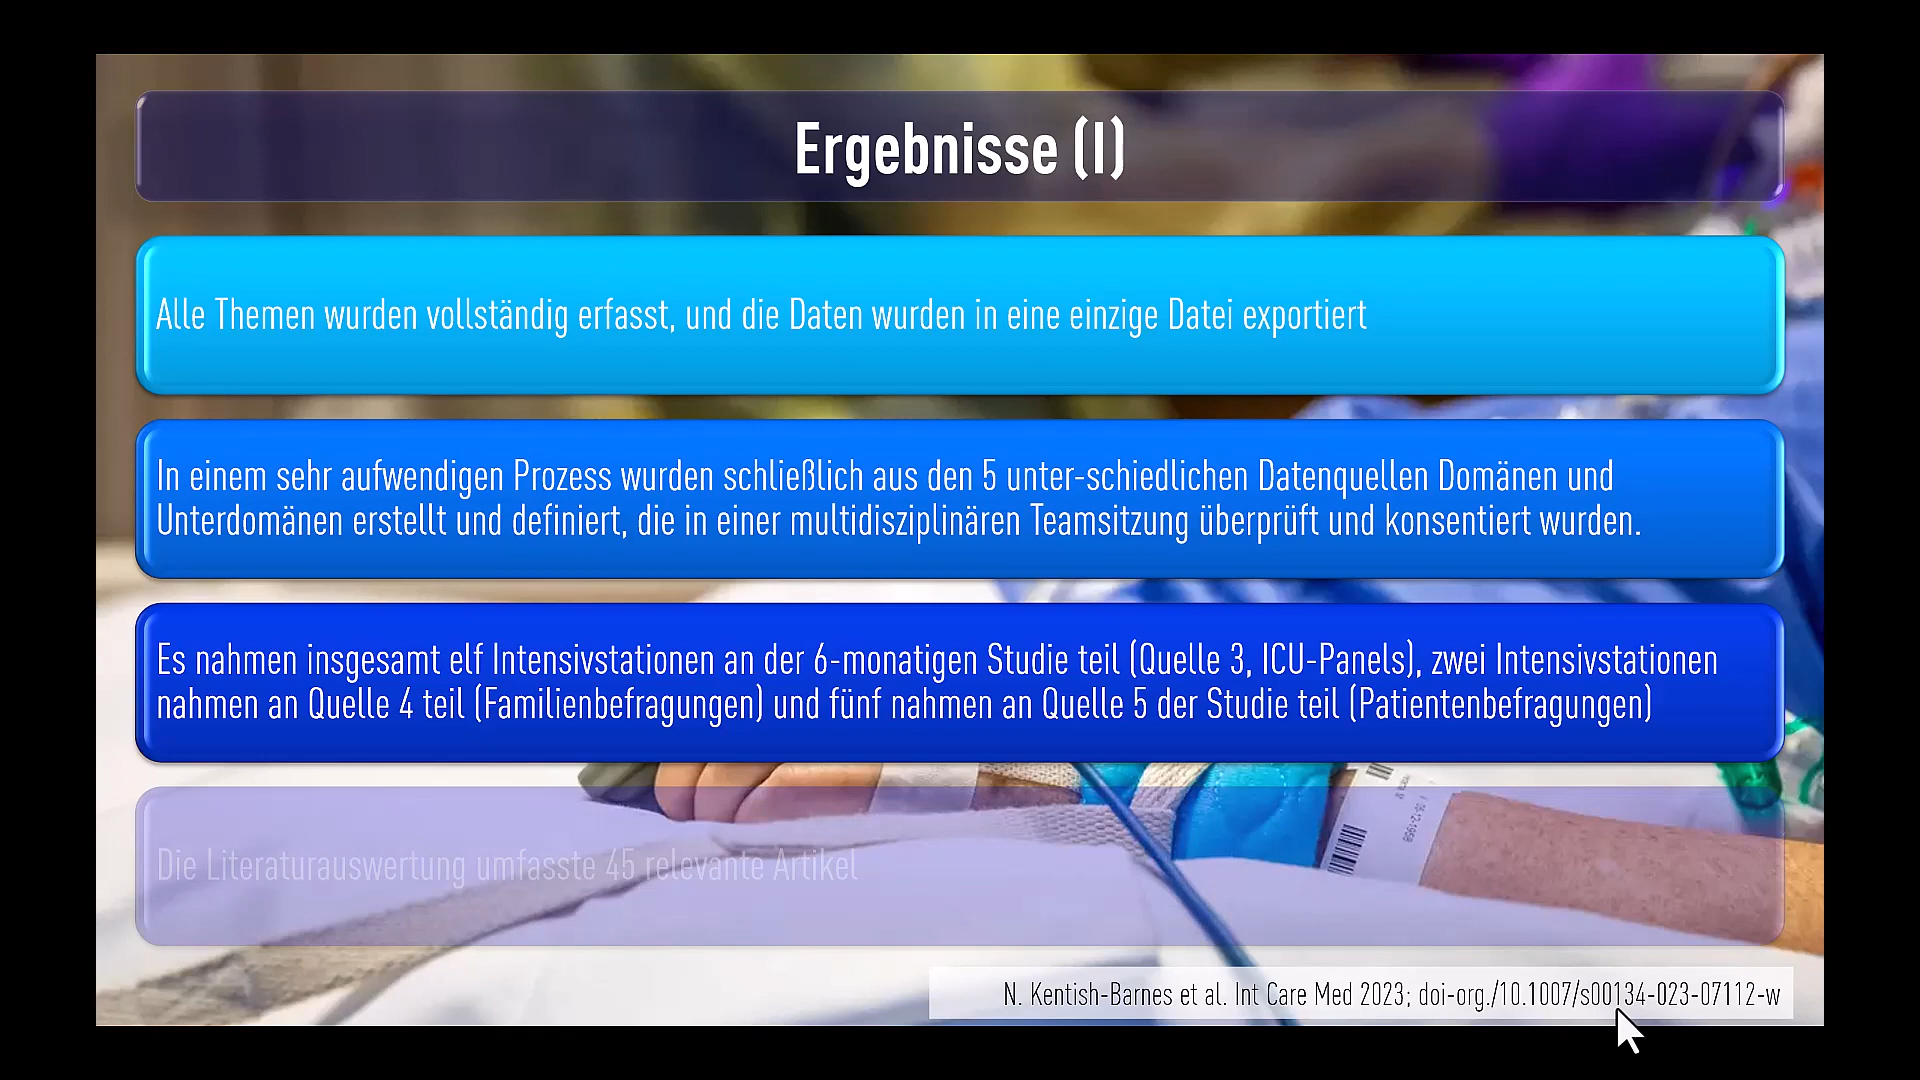 Ergebnisse (I)
Alle Themen wurden vollständig erfasst, und die Daten wurden in eine einzige Datei exportiert
In einem sehr aufwendigen Prozess wurden schließlich aus den 5 unter-schiedlichen Datenquellen Domänen und
Unterdomänen erstellt und definiert, die in einer multidisziplinären Teamsitzung überprüft und konsentiert wurden.
Es nahmen insgesamt elf Intensivstationen an der 6-monatigen Studie teil (Quelle 3, ICU-Panels), zwei Intensivstationen
nahmen an Quelle 4 teil (Familienbefragungen) und fünf nahmen an Quelle 5 der Studie teil (Patientenbefragungen)
Die Literaturauswertung umfasste 45 relevante Artikel
N. Kentish-Barnes et al. Int Care Med 2023; doi-org./10.1007/s00134-023-07112-w